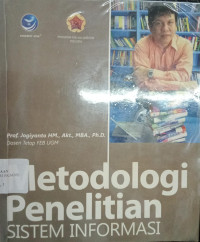 Prof. Jogiyanto HM., Akt., MBA., Ph.D.
Dosen Tetap FEB UGM
Metodologi
Penelitian
SISTEM INFORMASI